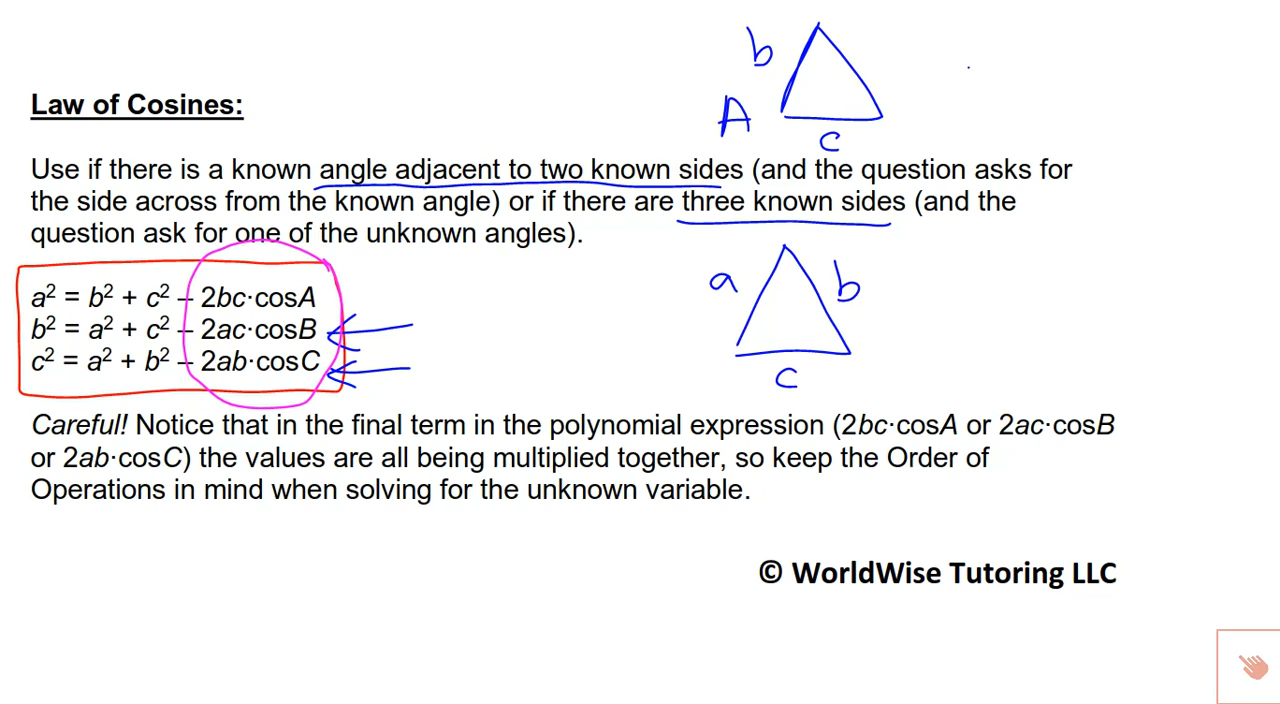 b
A
c
Law of Cosines:
Use if there is a known angle adjacent to two known sides (and the question asks for
the side across from the known angle) or if there are three known sides (and the
question ask for one of the unknown angles).
a b
c
a² = b² + c² – 2bc·cosA
b² = a² + c² – 2ac·cosB
c² = a² + b² – 2ab·cosC
Careful! Notice that in the final term in the polynomial expression (2bc·cosA or 2ac·cosB
or 2ab·cosC) the values are all being multiplied together, so keep the Order of
Operations in mind when solving for the unknown variable.
© WorldWise Tutoring LLC